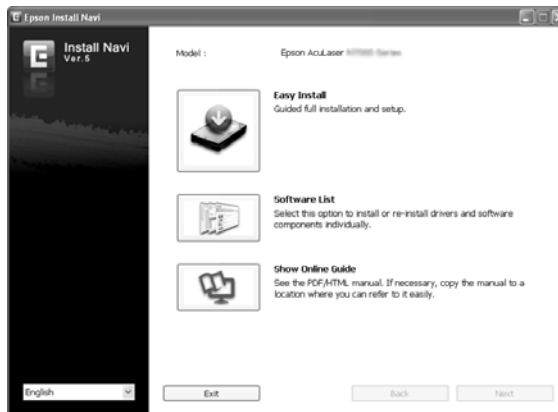 Epson Install Navi
Install Navi
Ver.5
Model :
Epson AcuLaser
Easy Install
Guided full installation and setup.
Software List
Select this option to install or re-install drivers and software
components individually.
Show Online Guide
See the PDF/HTML manual. If necessary, copy the manual to a
location where you can refer to it easily.
English
Exit
Back
Next